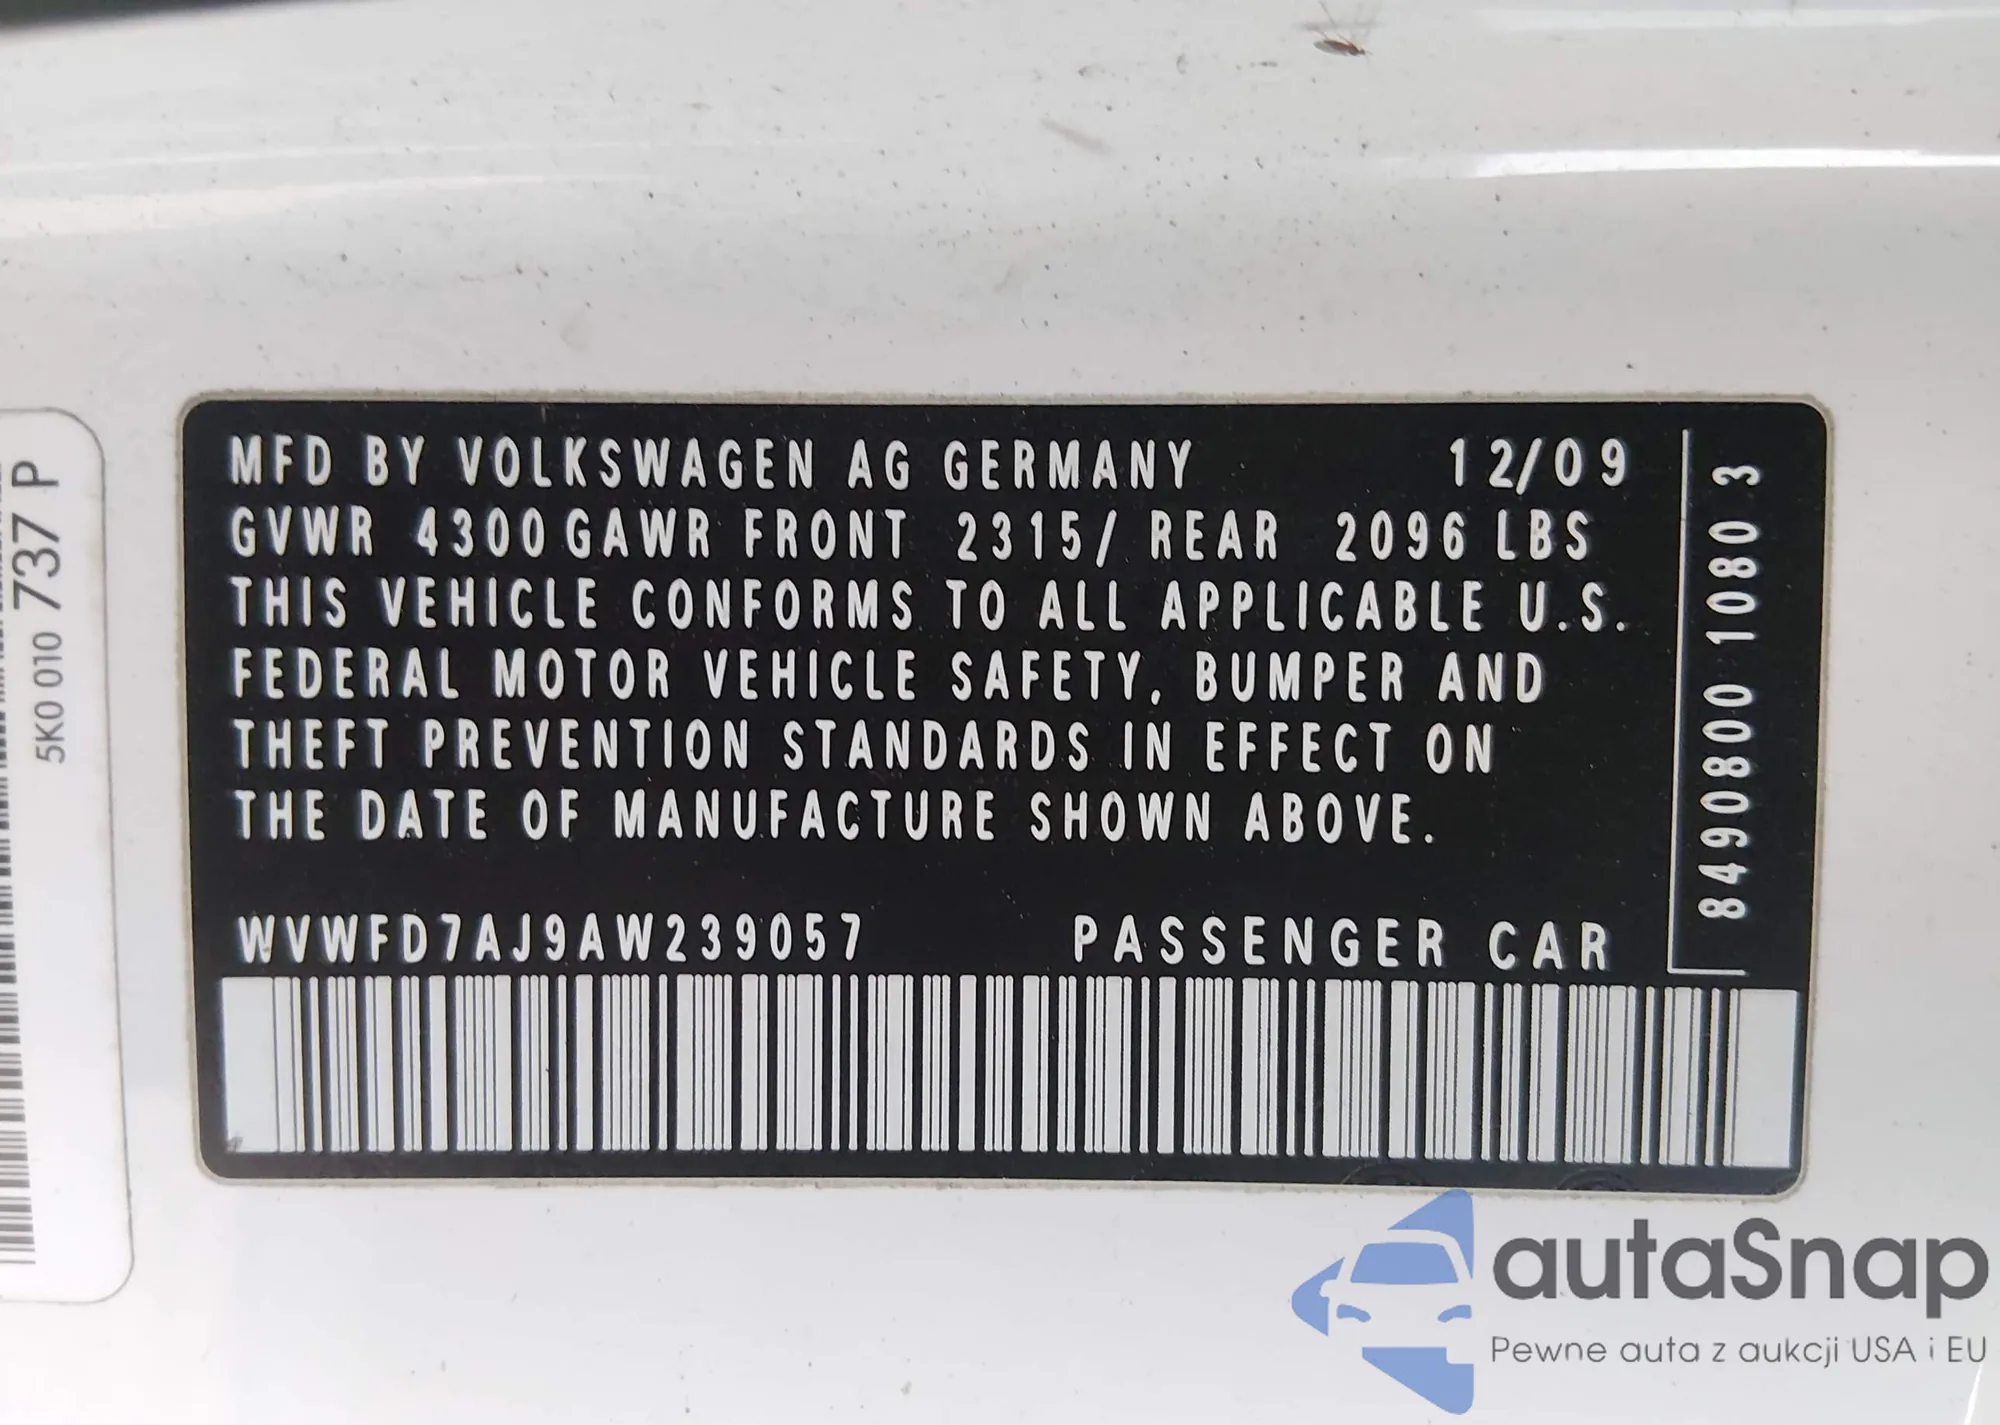 5K0 010 737 P
MFD BY VOLKSWAGEN AG GERMANY 12/09
GVWR 4300 GAWR FRONT 2315/ REAR 2096 LBS
THIS VEHICLE CONFORMS TO ALL APPLICABLE U.S.
FEDERAL MOTOR VEHICLE SAFETY, BUMPER AND
THEFT PREVENTION STANDARDS IN EFFECT ON
THE DATE OF MANUFACTURE SHOWN ABOVE.
WVWFD7AJ9AW239057 PASSENGER CAR
8490800 1080 3
autaSnap
Pewne auta z aukcji USA i EU